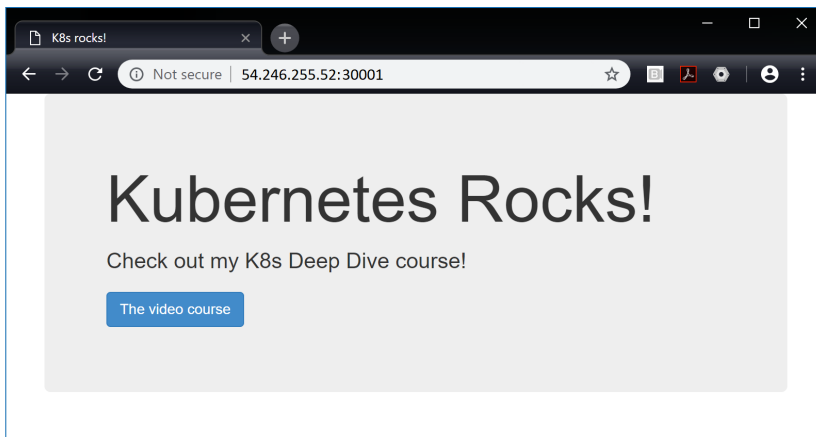 K8s rocks!
Not secure
54.246.255.52:30001
Kubernetes Rocks!
Check out my K8s Deep Dive course!
The video course